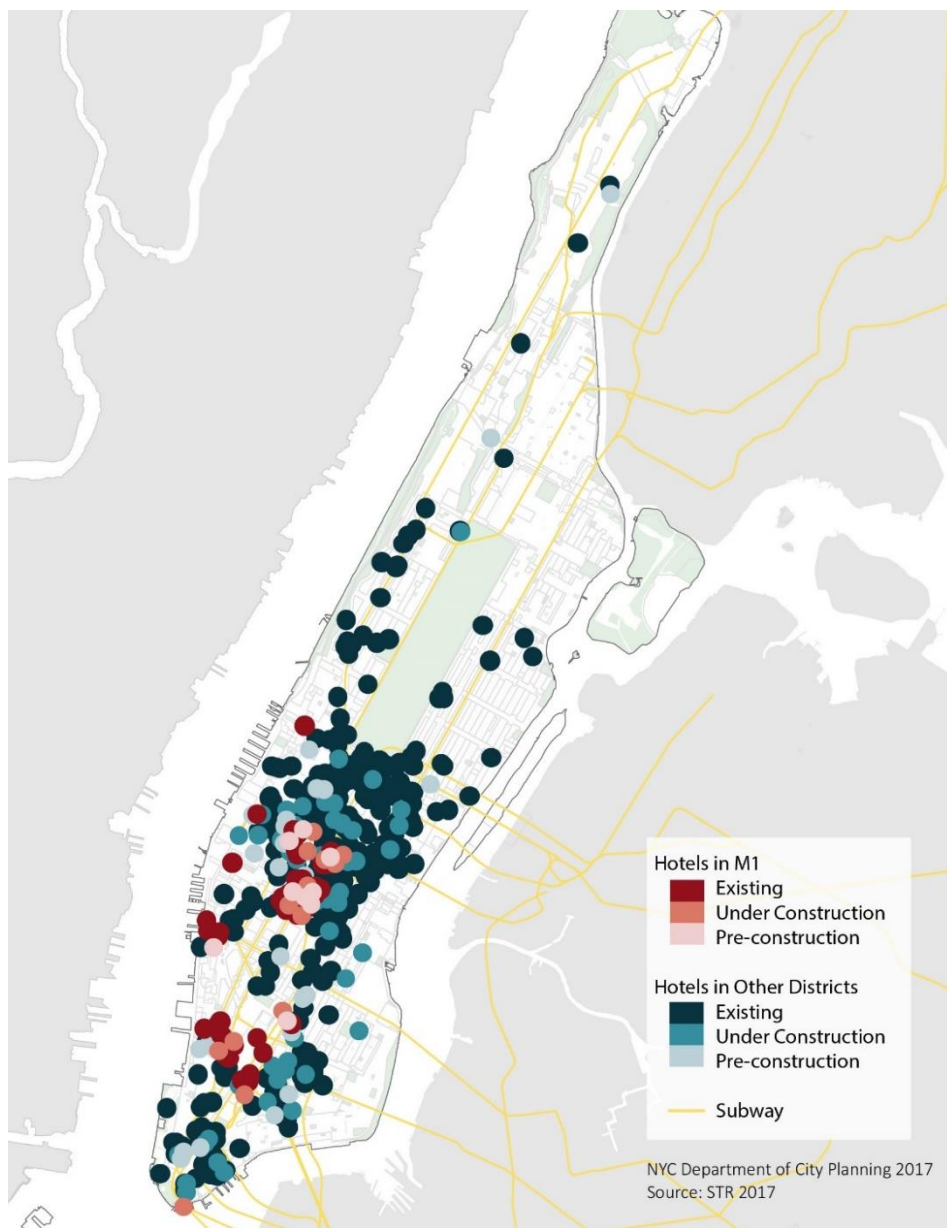 Hotels in M1
Existing
Under Construction
Pre-construction
Hotels in Other Districts
Existing
Under Construction
Pre-construction
Subway
NYC Department of City Planning 2017
Source: STR 2017